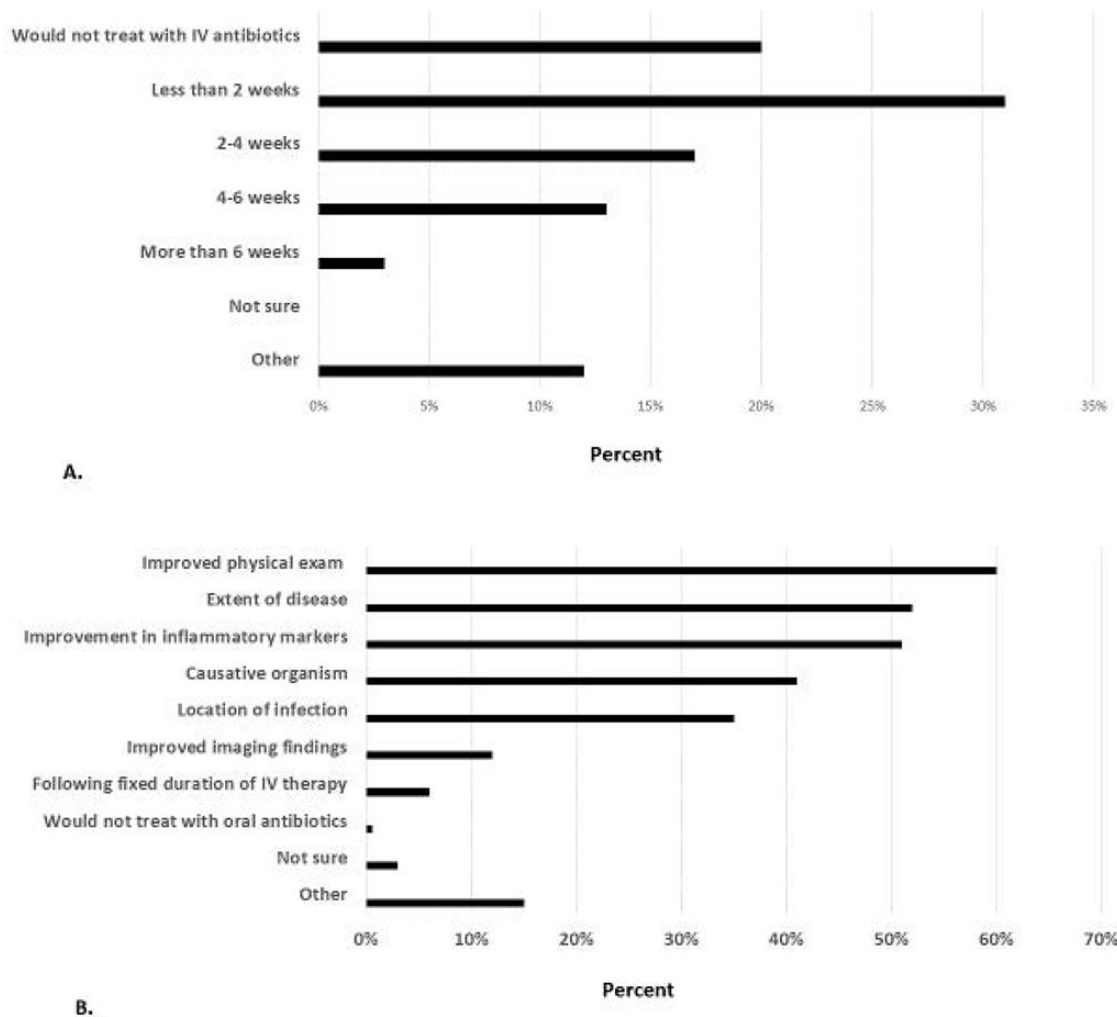 Would not treat with IV antibiotics
Less than 2 weeks
2-4 weeks
4-6 weeks
More than 6 weeks
Not sure
Other
0% 5% 10% 15% 20% 25% 30% 35%
Percent
A.
Improved physical exam
Extent of disease
Improvement in inflammatory markers
Causative organism
Location of infection
Improved imaging findings
Following fixed duration of IV therapy
Would not treat with oral antibiotics
Not sure
Other
0% 10% 20% 30% 40% 50% 60% 70%
Percent
B.